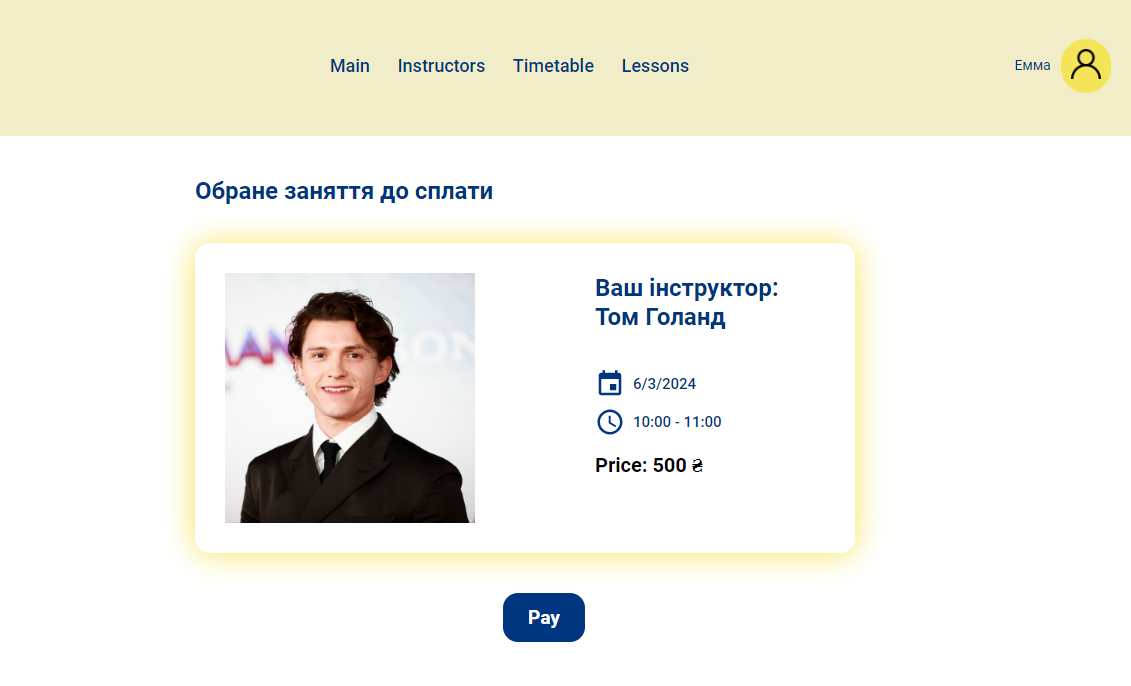 Main Instructors Timetable Lessons Емма
Обране заняття до сплати
Ваш інструктор:
Том Голанд
6/3/2024
10:00 - 11:00
Price: 500 ₴
Pay